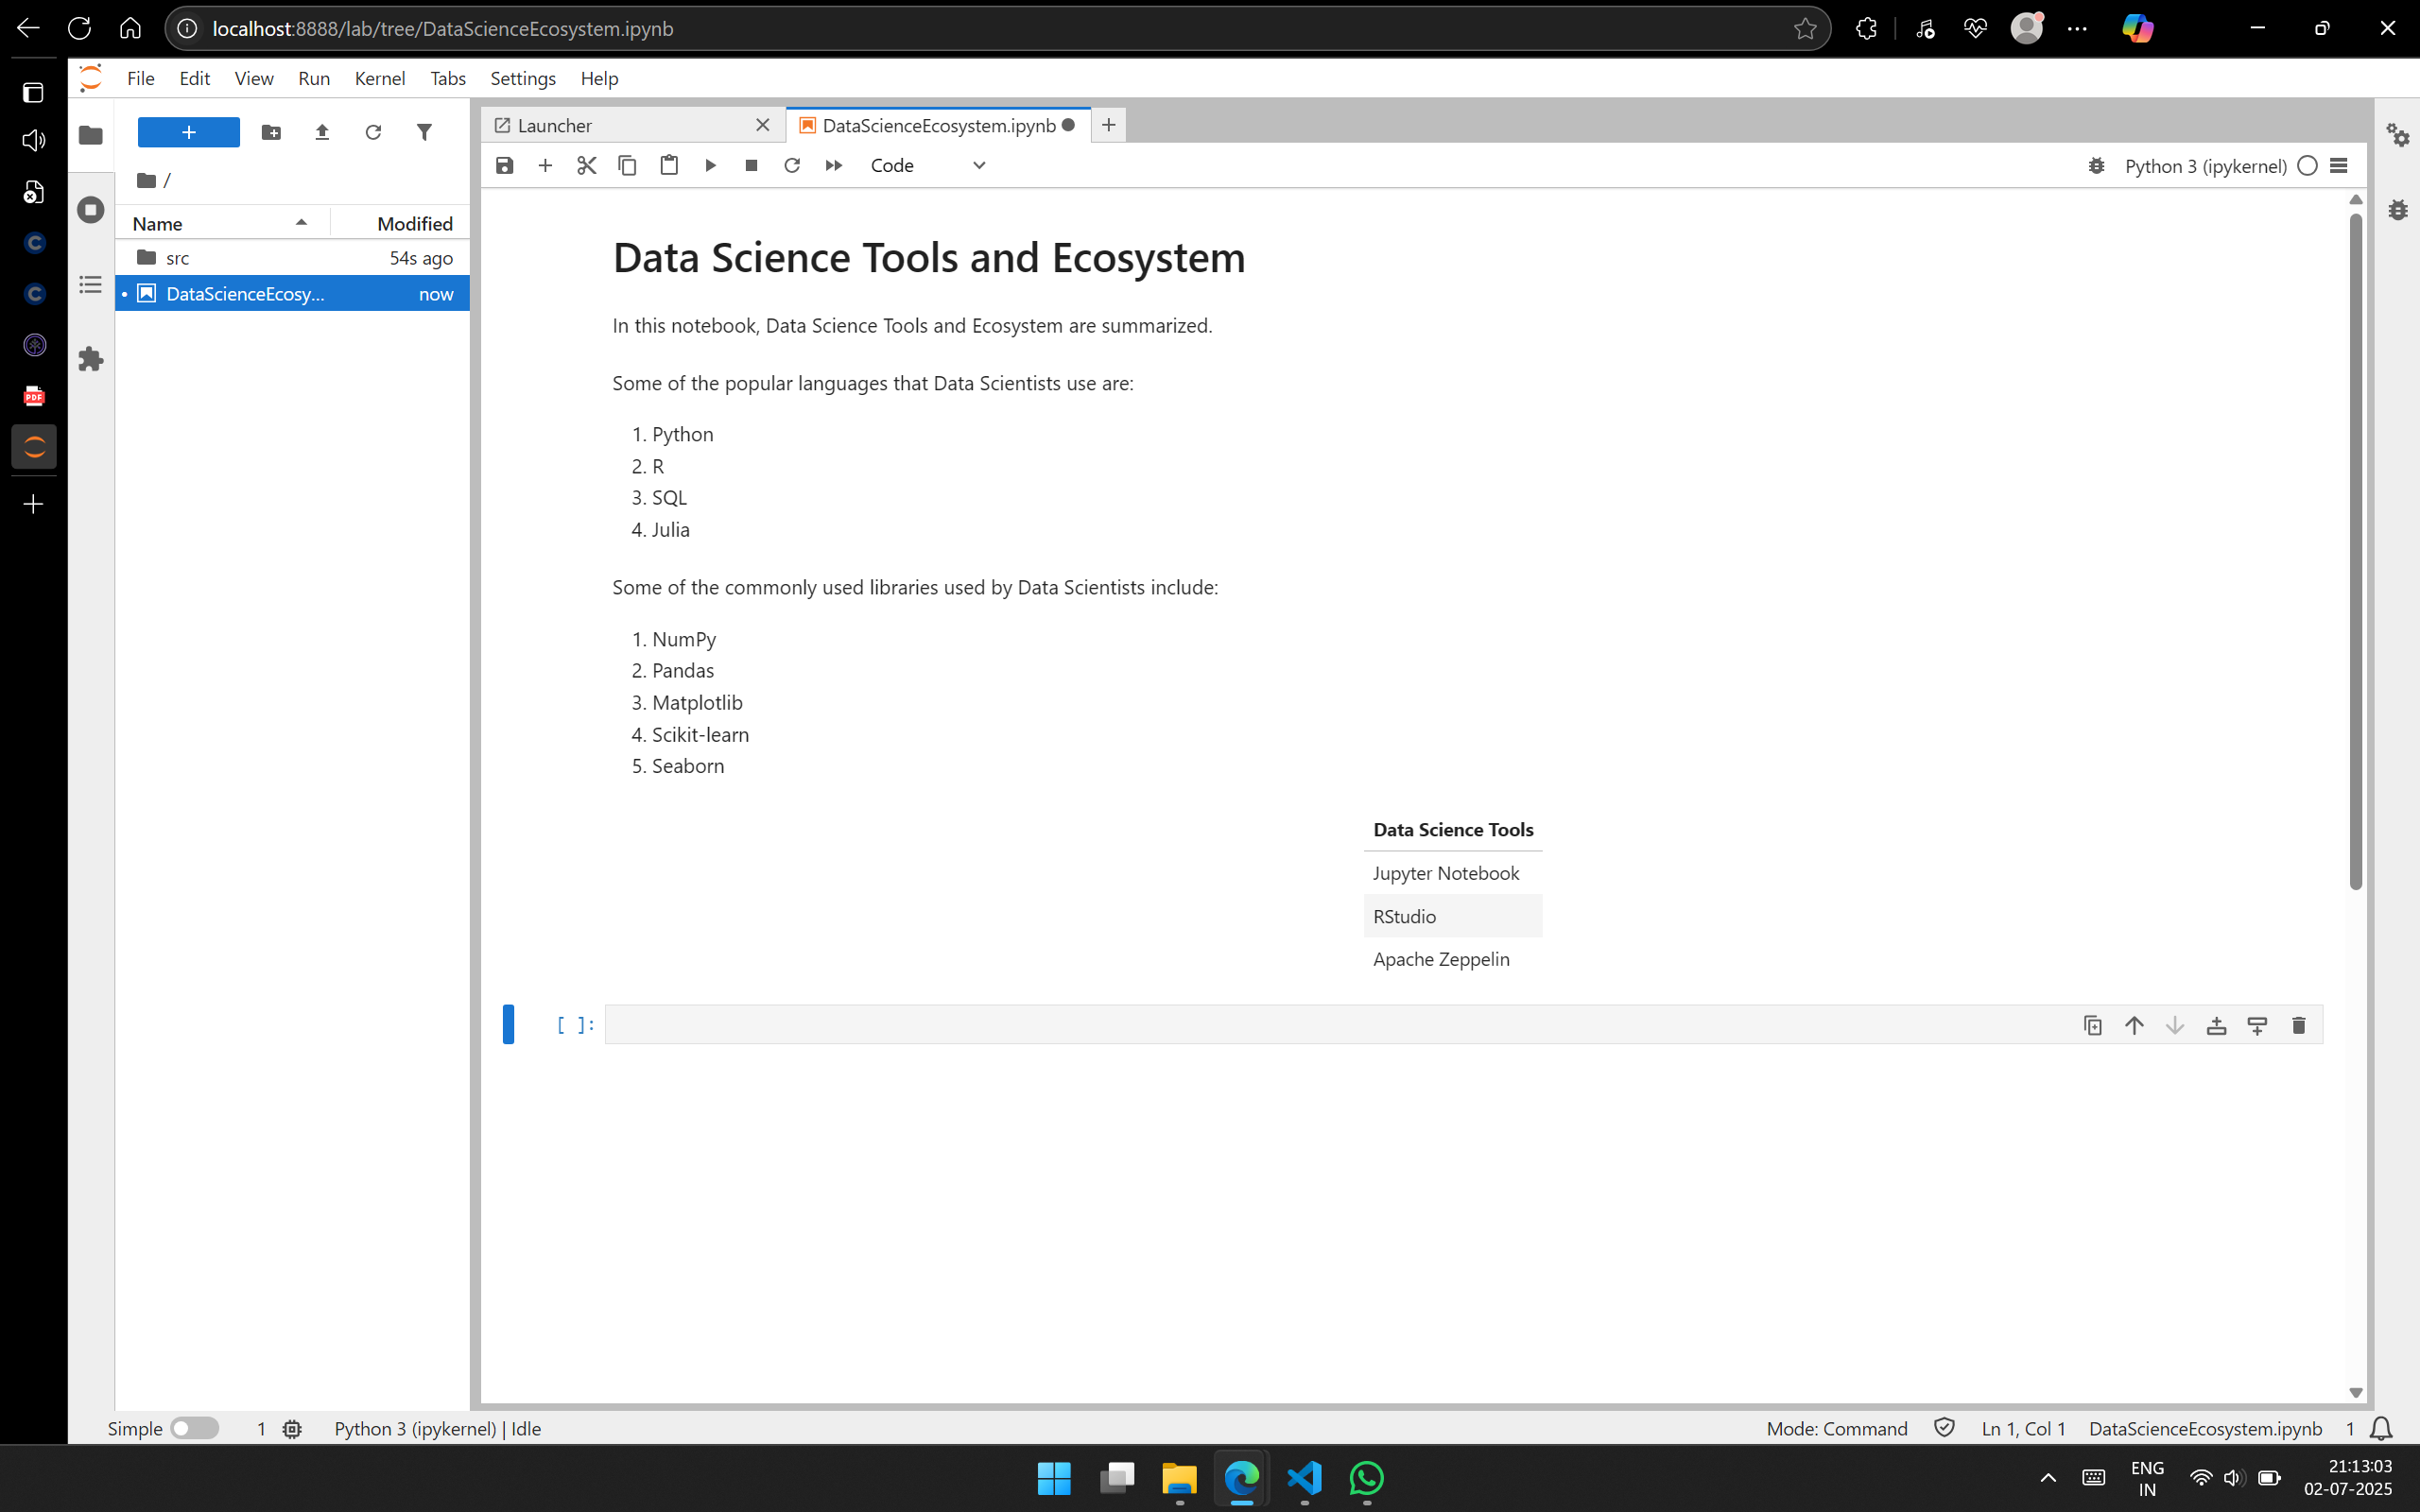 localhost:8888/lab/tree/DataScienceEcosystem.ipynb
File Edit View Run Kernel Tabs Settings Help
Launcher
DataScienceEcosystem.ipynb
Code
Python 3 (ipykernel)
/
Name Modified
src 54s ago
DataScienceEcosy... now
PDF
Data Science Tools and Ecosystem
In this notebook, Data Science Tools and Ecosystem are summarized.
Some of the popular languages that Data Scientists use are:
1. Python
2. R
3. SQL
4. Julia
Some of the commonly used libraries used by Data Scientists include:
1. NumPy
2. Pandas
3. Matplotlib
4. Scikit-learn
5. Seaborn
Data Science Tools
Jupyter Notebook
RStudio
Apache Zeppelin
[ ]:
Simple 1 Python 3 (ipykernel) | Idle
Mode: Command Ln 1, Col 1 DataScienceEcosystem.ipynb 1
ENG
IN
21:13:03
02-07-2025